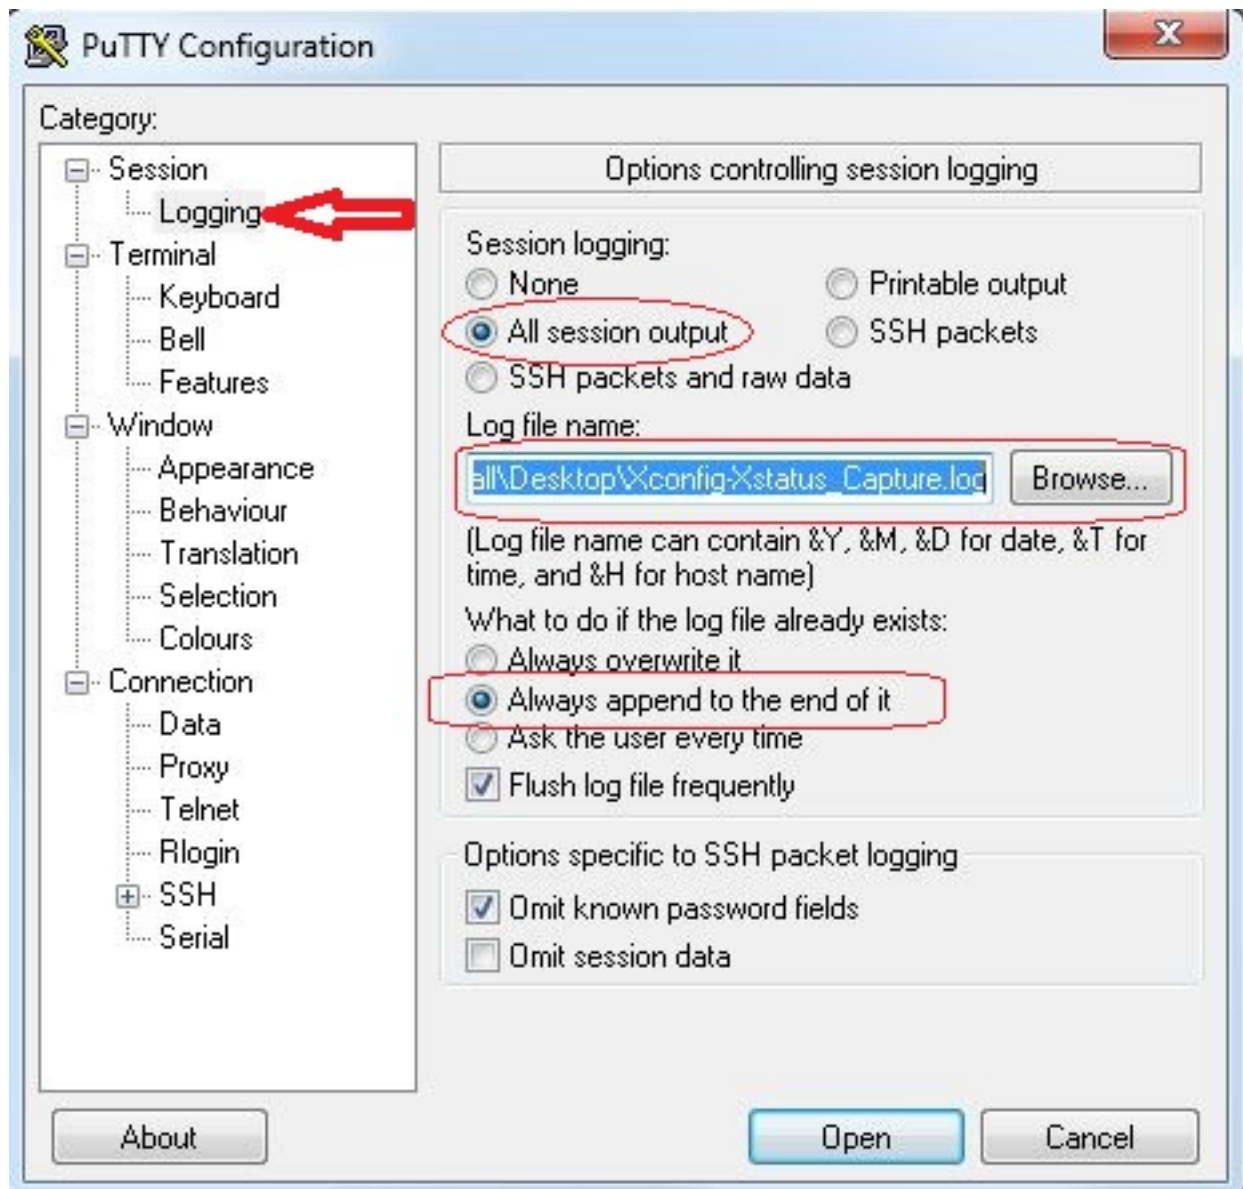 PuTTY Configuration
Category:
Session
Logging
Terminal
Keyboard
Bell
Features
Window
Appearance
Behaviour
Translation
Selection
Colours
Connection
Data
Proxy
Telnet
Rlogin
SSH
Serial
Options controlling session logging
Session logging:
None
Printable output
All session output
SSH packets
SSH packets and raw data
Log file name:
all\Desktop\Xconfig-Xstatus_Capture.log
Browse...
(Log file name can contain &Y, &M, &D for date, &T for
time, and &H for host name)
What to do if the log file already exists:
Always overwrite it
Always append to the end of it
Ask the user every time
Flush log file frequently
Options specific to SSH packet logging
Omit known password fields
Omit session data
About
Open
Cancel